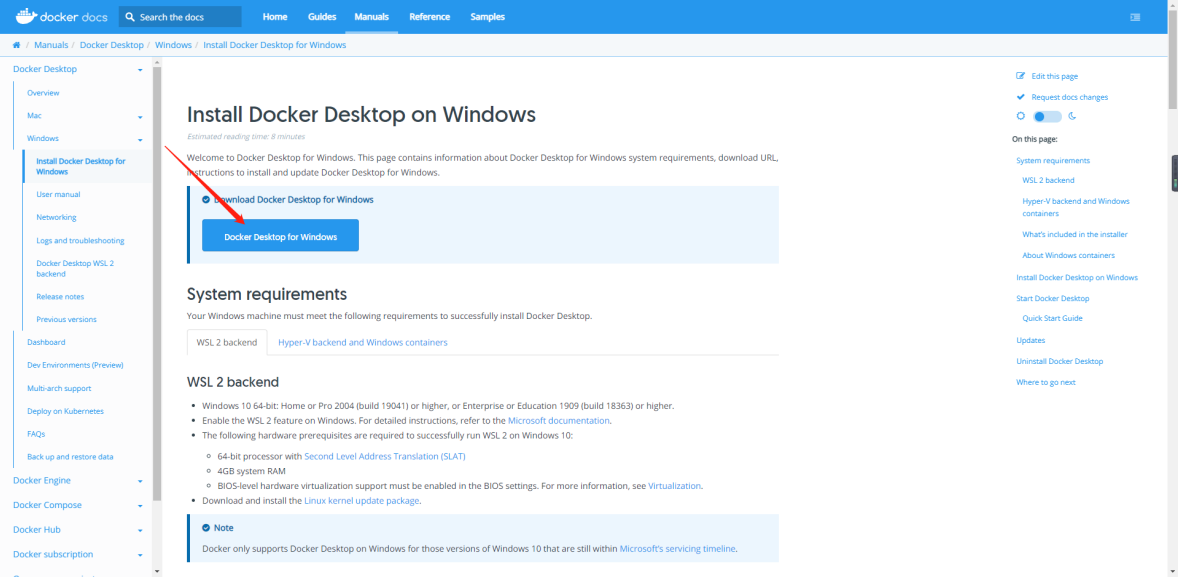 docker docs
Search the docs
Home
Guides
Manuals
Reference
Samples
/ Manuals / Docker Desktop / Windows / Install Docker Desktop for Windows
Docker Desktop
Overview
Mac
Windows
Install Docker Desktop for
Windows
User manual
Networking
Logs and troubleshooting
Docker Desktop WSL 2
backend
Release notes
Previous versions
Dashboard
Dev Environments (Preview)
Multi-arch support
Deploy on Kubernetes
FAQs
Back up and restore data
Docker Engine
Docker Compose
Docker Hub
Docker subscription
Install Docker Desktop on Windows
Estimated reading time: 8 minutes
Welcome to Docker Desktop for Windows. This page contains information about Docker Desktop for Windows system requirements, download URL,
instructions to install and update Docker Desktop for Windows.
Download Docker Desktop for Windows
Docker Desktop for Windows
System requirements
Your Windows machine must meet the following requirements to successfully install Docker Desktop.
WSL 2 backend
Hyper-V backend and Windows containers
WSL 2 backend
Windows 10 64-bit: Home or Pro 2004 (build 19041) or higher, or Enterprise or Education 1909 (build 18363) or higher.
Enable the WSL 2 feature on Windows. For detailed instructions, refer to the Microsoft documentation.
The following hardware prerequisites are required to successfully run WSL 2 on Windows 10:
64-bit processor with Second Level Address Translation (SLAT)
4GB system RAM
BIOS-level hardware virtualization support must be enabled in the BIOS settings. For more information, see Virtualization.
Download and install the Linux kernel update package.
Note
Docker only supports Docker Desktop on Windows for those versions of Windows 10 that are still within Microsoft's servicing timeline.
Edit this page
Request docs changes
On this page:
System requirements
WSL 2 backend
Hyper-V backend and Windows
containers
What's included in the installer
About Windows containers
Install Docker Desktop on Windows
Start Docker Desktop
Quick Start Guide
Updates
Uninstall Docker Desktop
Where to go next